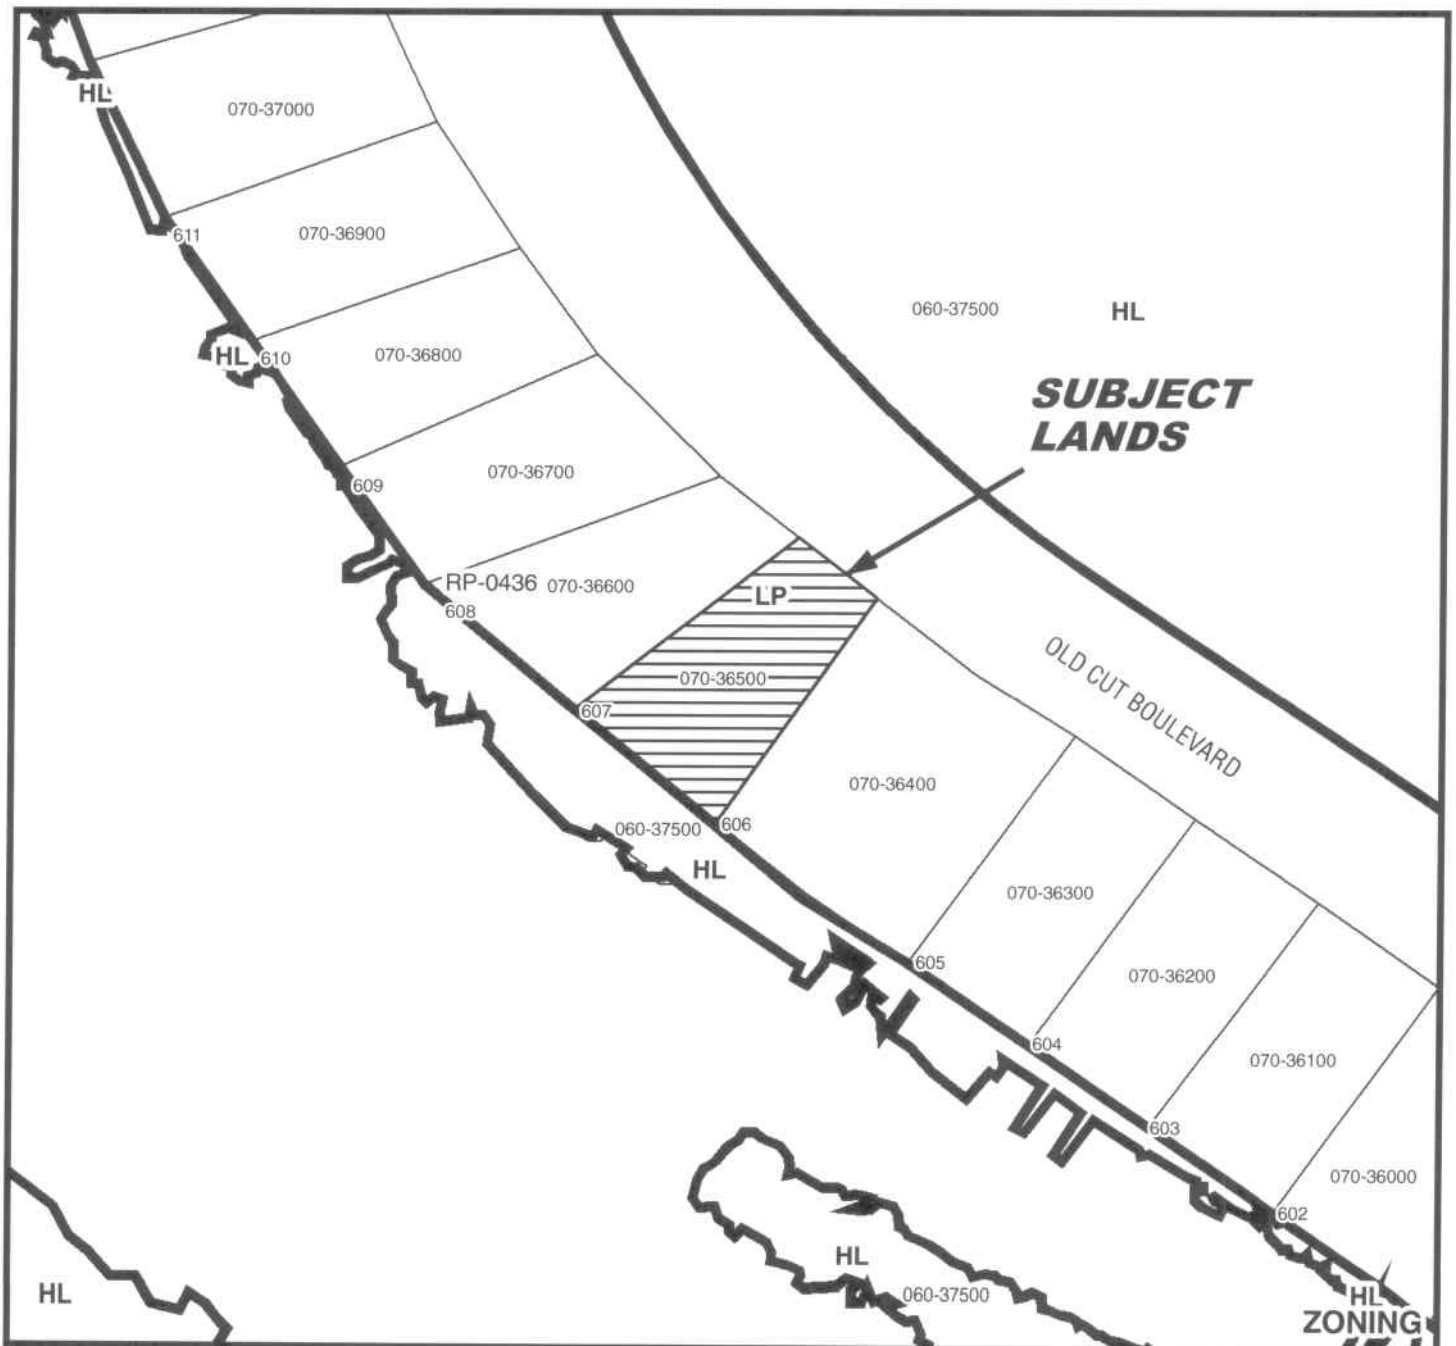 HL
070-37000
611
070-36900
060-37500 HL
HL 610
070-36800
SUBJECT
LANDS
609
070-36700
RP-0436 070-36600
608
LP
070-36500
607
OLD CUT BOULEVARD
070-36400
060-37500 606
HL
070-36300
605
070-36200
604
070-36100
603
070-36000
602
HL
060-37500
HL
HL
ZONING